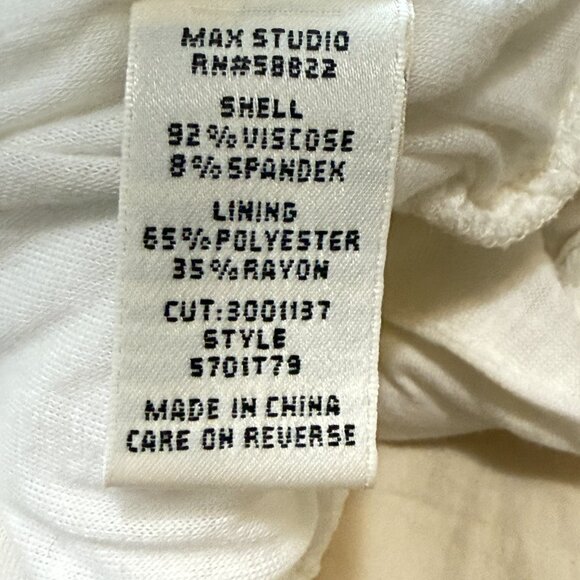 MAX STUDIO
RN#58822
SHELL
92%VISCOSE
8%SPANDEX
LINING
65%POLYESTER
35%RAYON
CUT:3001137
STYLE
5701T79
MADE IN CHINA
CARE ON REVERSE